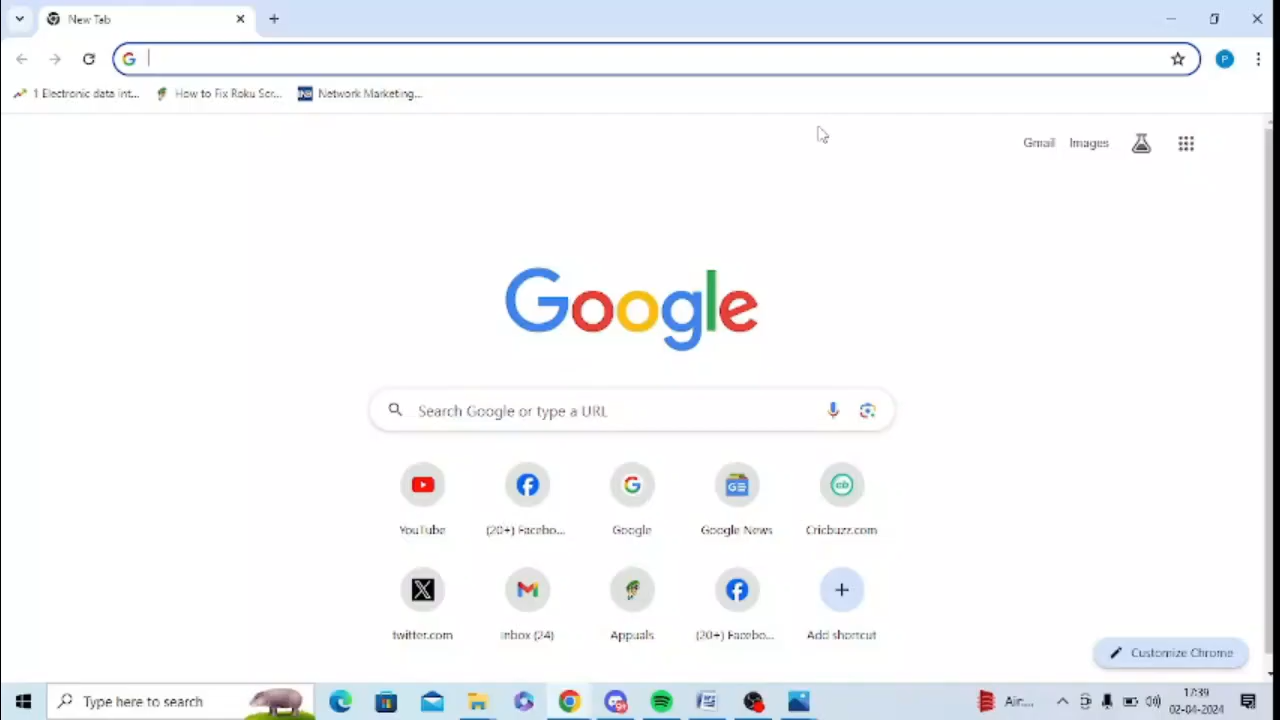 New Tab
1 Electronic data int...
How to Fix Roku Scr...
Network Marketing...
Gmail Images
Google
Search Google or type a URL
YouTube
(20+) Facebo...
Google
Google News
Cricbuzz.com
twitter.com
Inbox (24)
Appuals
(20+) Facebo...
Add shortcut
Customize Chrome
Type here to search
Air...
17:39
02-04-2024